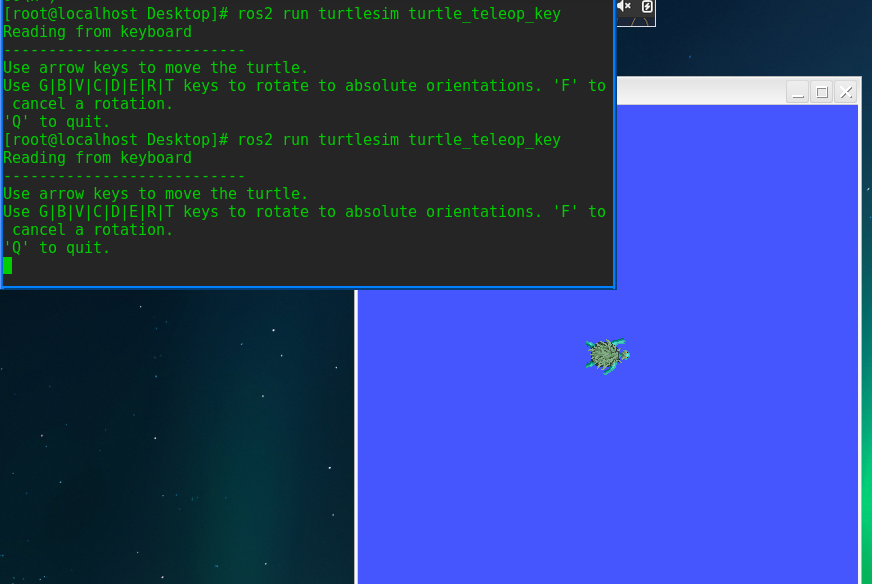 [root@localhost Desktop]# ros2 run turtlesim turtle_teleop_key
Reading from keyboard
---------------------------
Use arrow keys to move the turtle.
Use G|B|V|C|D|E|R|T keys to rotate to absolute orientations. 'F' to
 cancel a rotation.
'Q' to quit.
[root@localhost Desktop]# ros2 run turtlesim turtle_teleop_key
Reading from keyboard
---------------------------
Use arrow keys to move the turtle.
Use G|B|V|C|D|E|R|T keys to rotate to absolute orientations. 'F' to
 cancel a rotation.
'Q' to quit.